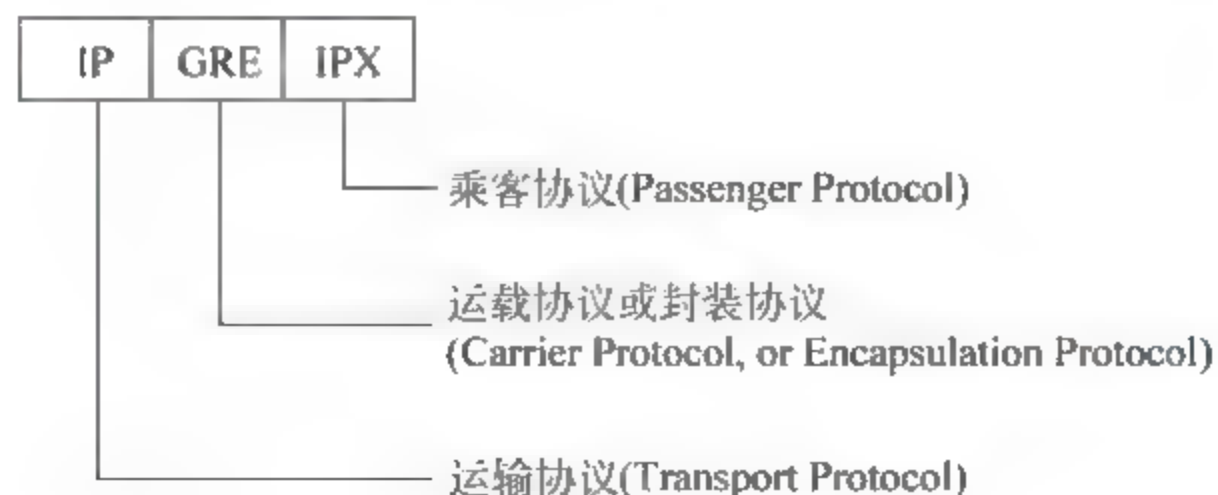 IP GRE IPX
乘客协议(Passenger Protocol)
运载协议或封装协议
(Carrier Protocol, or Encapsulation Protocol)
运输协议(Transport Protocol)